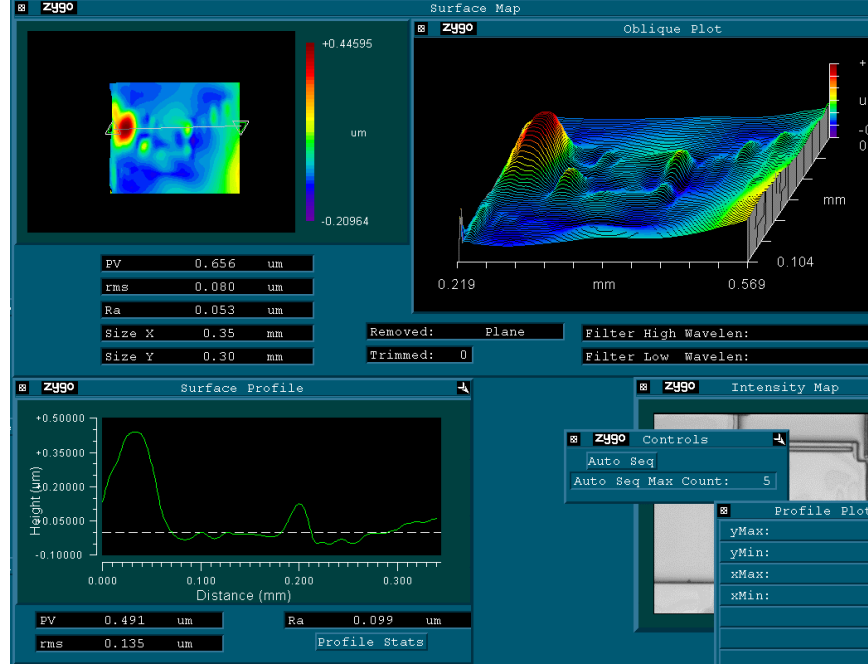 zygo Surface Map
zygo Oblique Plot
+0.44595
um
-0.20964
+
u
-0
0
mm
0.104
0.219 mm 0.569
PV 0.656 um
rms 0.080 um
Ra 0.053 um
Size X 0.35 mm
Size Y 0.30 mm
Removed: Plane
Trimmed: 0
Filter High Wavelen:
Filter Low Wavelen:
zygo Surface Profile
+0.50000
+0.35000
+0.20000
+0.05000
-0.10000
Height (um)
0.000 0.100 0.200 0.300
Distance (mm)
PV 0.491 um
rms 0.135 um
Ra 0.099 um
Profile Stats
zygo Intensity Map
zygo Controls
Auto Seq
Auto Seq Max Count: 5
Profile Plot
yMax:
yMin:
xMax:
xMin: